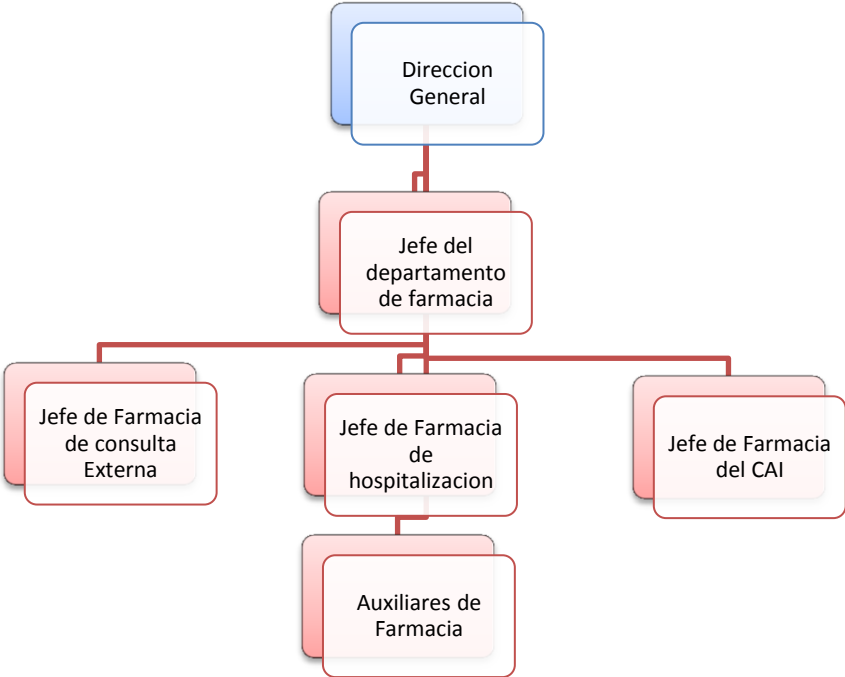 Direccion
General
Jefe del
departamento
de farmacia
Jefe de Farmacia
de consulta
Externa
Jefe de Farmacia
de
hospitalizacion
Jefe de Farmacia
del CAI
Auxiliares de
Farmacia